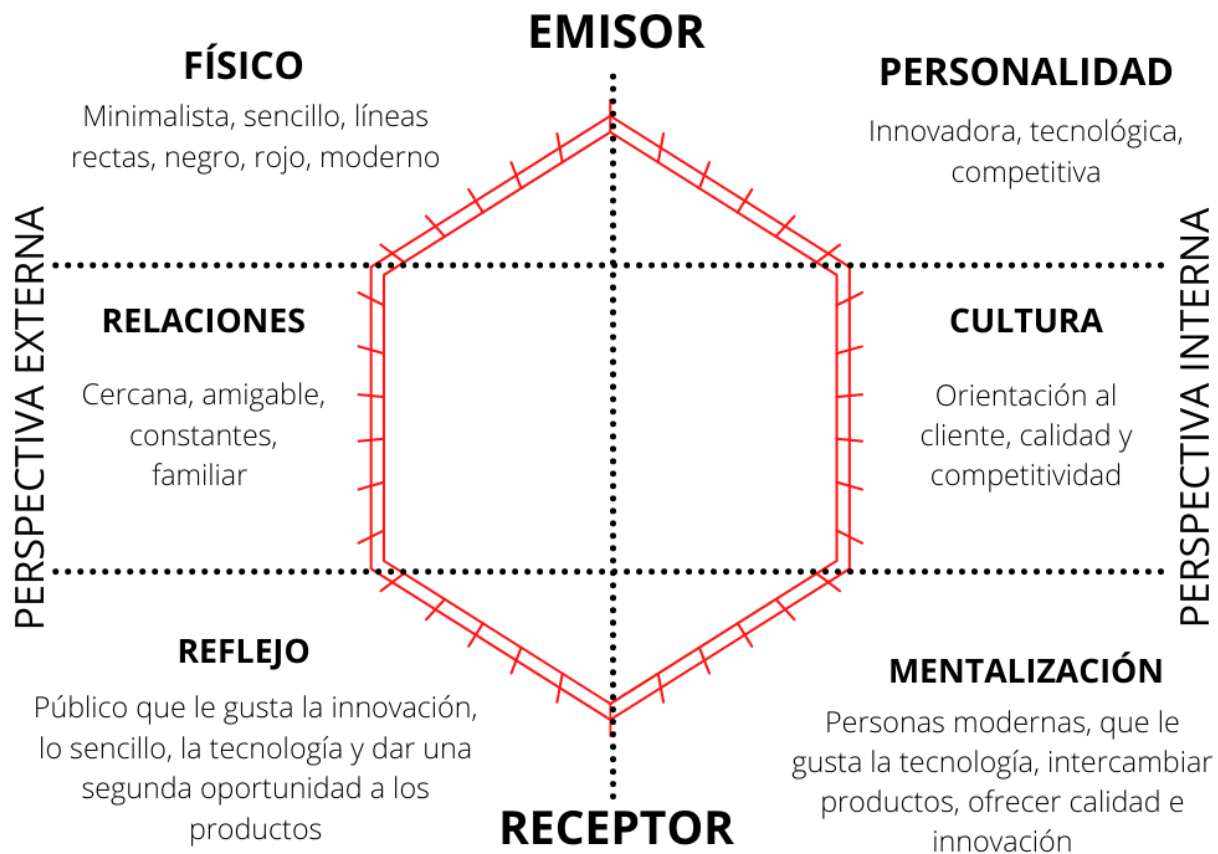 EMISOR
FÍSICO
Minimalista, sencillo, líneas
rectas, negro, rojo, moderno
PERSONALIDAD
Innovadora, tecnológica,
competitiva
PERSPECTIVA EXTERNA
RELACIONES
Cercana, amigable,
constantes,
familiar
CULTURA
Orientación al
cliente, calidad y
competitividad
PERSPECTIVA INTERNA
REFLEJO
Público que le gusta la innovación,
lo sencillo, la tecnología y dar una
segunda oportunidad a los
productos
MENTALIZACIÓN
Personas modernas, que le
gusta la tecnología, intercambiar
productos, ofrecer calidad e
innovación
RECEPTOR